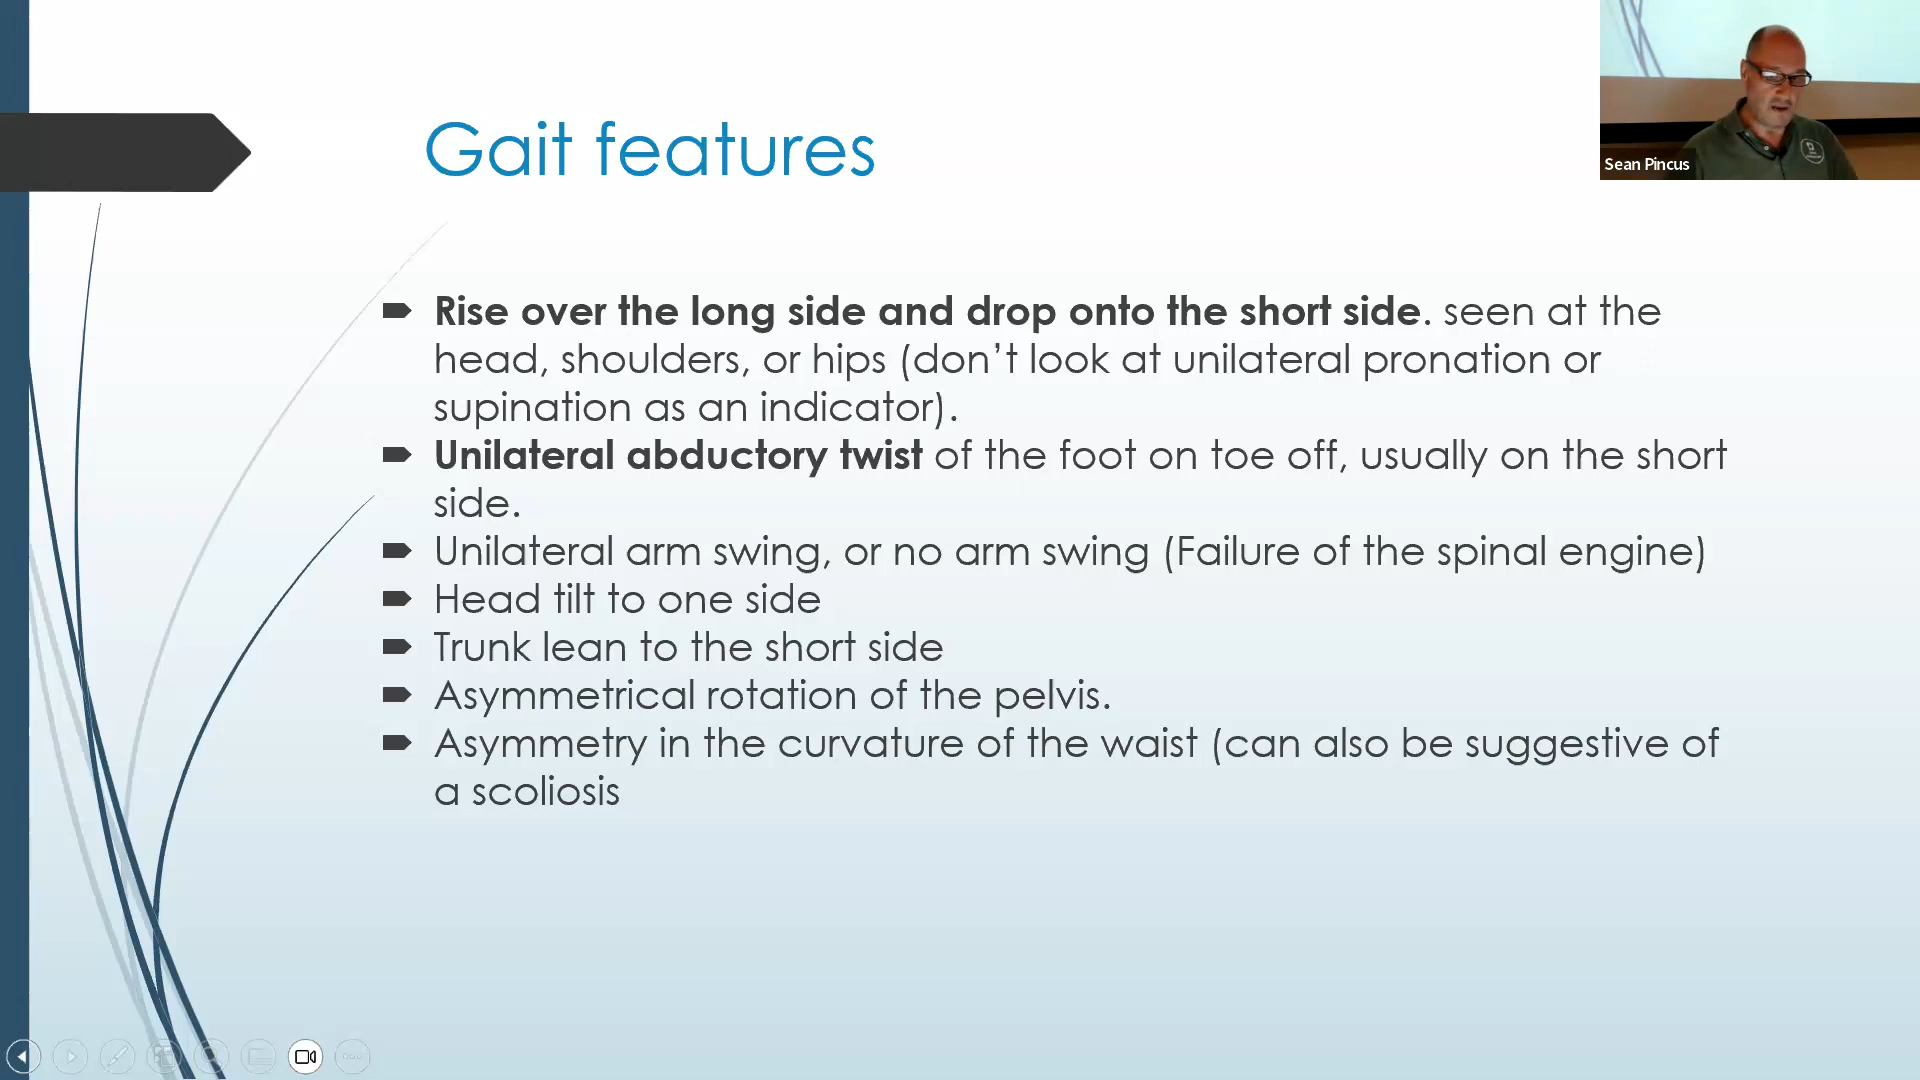 Gait features
Sean Pincus
Rise over the long side and drop onto the short side. seen at the
head, shoulders, or hips (don’t look at unilateral pronation or
supination as an indicator).
Unilateral abductory twist of the foot on toe off, usually on the short
side.
Unilateral arm swing, or no arm swing (Failure of the spinal engine)
Head tilt to one side
Trunk lean to the short side
Asymmetrical rotation of the pelvis.
Asymmetry in the curvature of the waist (can also be suggestive of
a scoliosis